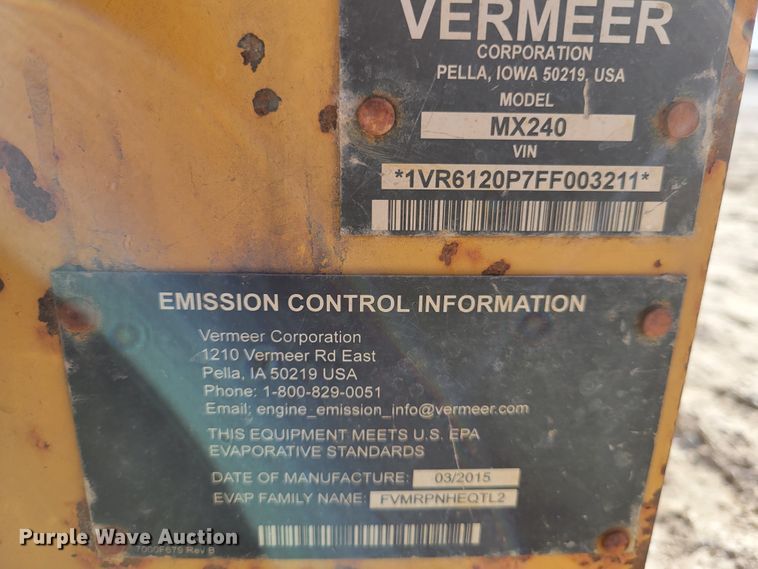 VERMEER
CORPORATION
PELLA, IOWA 50219, USA
MODEL
MX240
VIN
*1VR6120P7FF003211*
EMISSION CONTROL INFORMATION
Vermeer Corporation
1210 Vermeer Rd East
Pella, IA 50219 USA
Phone: 1-800-829-0051
Email: engine_emission_info@vermeer.com
THIS EQUIPMENT MEETS U.S. EPA
EVAPORATIVE STANDARDS
DATE OF MANUFACTURE: 03/2015
EVAP FAMILY NAME: FVMRPNHEQTL2
7000F679 Rev B
Purple Wave Auction